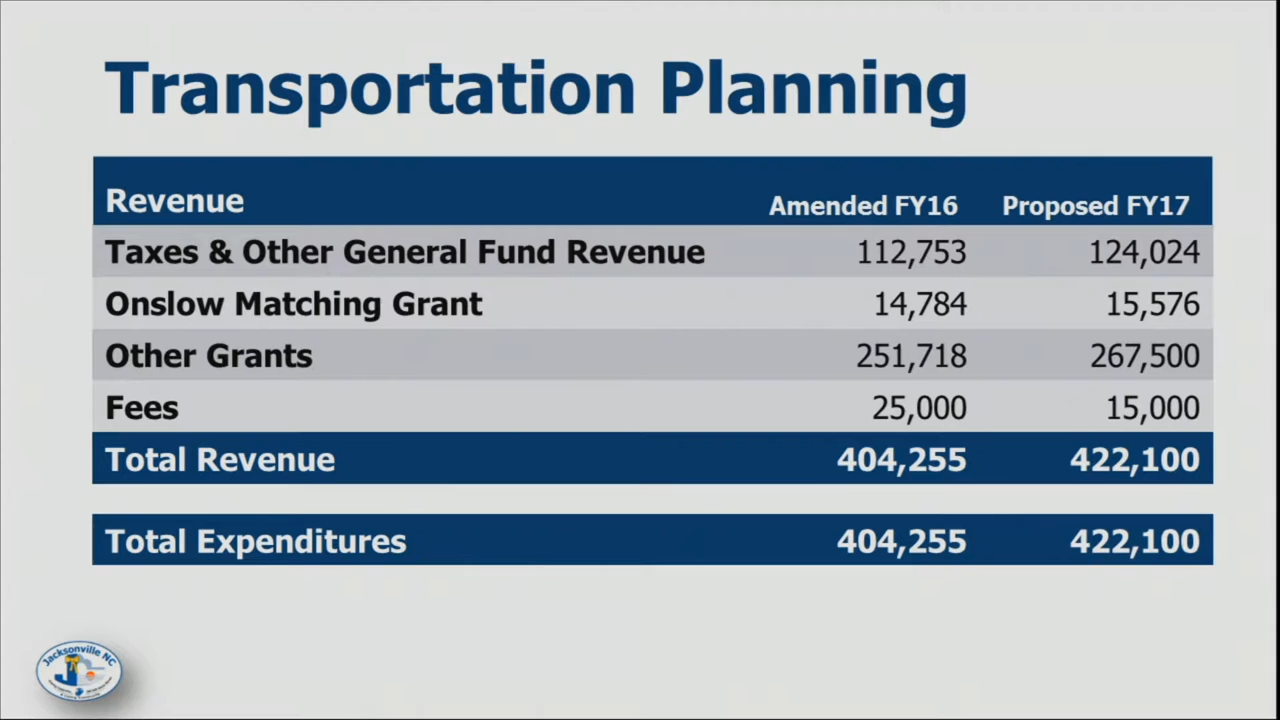 Transportation Planning
Revenue Amended FY16 Proposed FY17
Taxes & Other General Fund Revenue 112,753 124,024
Onslow Matching Grant 14,784 15,576
Other Grants 251,718 267,500
Fees 25,000 15,000
Total Revenue 404,255 422,100
Total Expenditures 404,255 422,100
Jacksonville NC